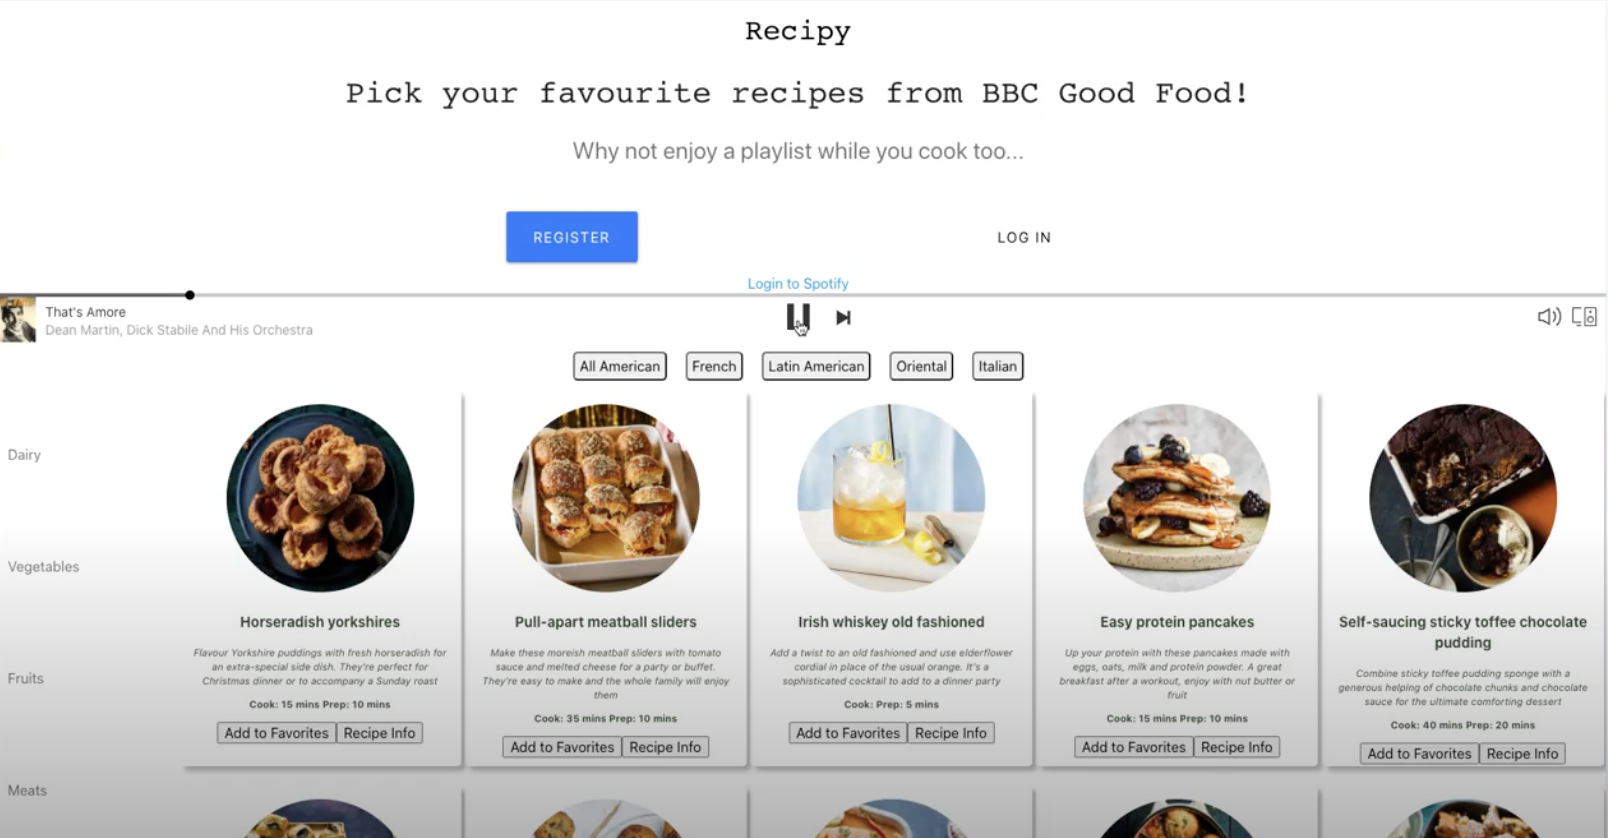 Recipy
Pick your favourite recipes from BBC Good Food!
Why not enjoy a playlist while you cook too...
REGISTER
LOG IN
Login to Spotify
That's Amore
Dean Martin, Dick Stabile And His Orchestra
All American
French
Latin American
Oriental
Italian
Dairy
Vegetables
Fruits
Meats
Horseradish yorkshires
Flavour Yorkshire puddings with fresh horseradish for
an extra-special side dish. They're perfect for
Christmas dinner or to accompany a Sunday roast
Cook: 15 mins Prep: 10 mins
Add to Favorites
Recipe Info
Pull-apart meatball sliders
Make these moreish meatball sliders with tomato
sauce and melted cheese for a party or buffet.
They're easy to make and the whole family will enjoy
them
Cook: 35 mins Prep: 10 mins
Add to Favorites
Recipe Info
Irish whiskey old fashioned
Add a twist to an old fashioned and use elderflower
cordial in place of the usual orange. It's a
sophisticated cocktail to add to a dinner party
Cook: Prep: 5 mins
Add to Favorites
Recipe Info
Easy protein pancakes
Up your protein with these pancakes made with
eggs, oats, milk and protein powder. A great
breakfast after a workout, enjoy with nut butter or
fruit
Cook: 15 mins Prep: 10 mins
Add to Favorites
Recipe Info
Self-saucing sticky toffee chocolate
pudding
Combine sticky toffee pudding sponge with a
generous helping of chocolate chunks and chocolate
sauce for the ultimate comforting dessert
Cook: 40 mins Prep: 20 mins
Add to Favorites
Recipe Info